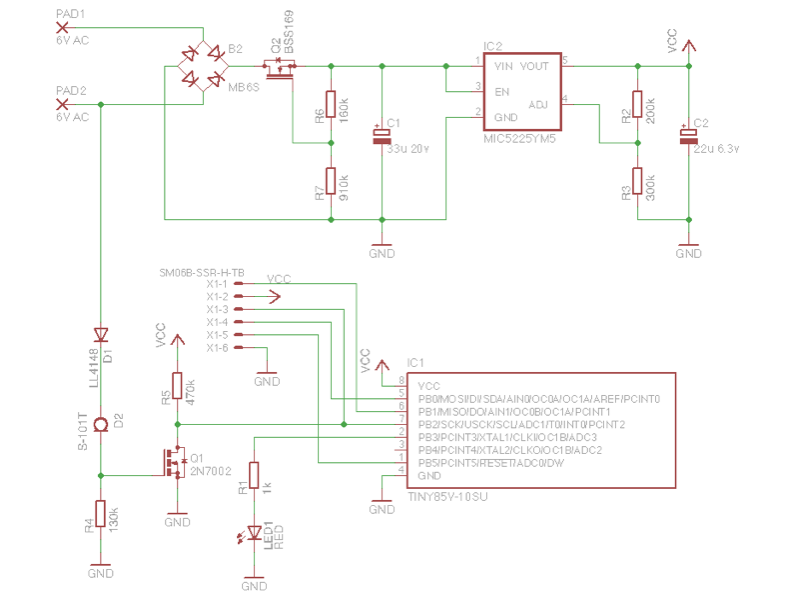 PAD1
6V AC
PAD2
6V AC
B2
MB6S
Q2
BSS169
R6
160k
R7
910k
C1
33u 20v
GND
IC2
VIN VOUT
EN
ADJ
GND
1
3
2
5
4
MIC5225YM5
VCC
R2
200k
R3
300k
C2
22u 6.3v
GND
SM06B-SSR-H-TB
X1-1
X1-2
X1-3
X1-4
X1-5
X1-6
VCC
GND
D1
LL4148
D2
S-101T
R4
130k
GND
VCC
R5
470k
Q1
2N7002
GND
R1
1k
LED1
RED
GND
VCC
IC1
8 VCC
5 PB0/MOSI/DI/SDA/AIN0/OC0A/OC1A/AREF/PCINT0
6 PB1/MISO/DO/AIN1/OC0B/OC1A/PCINT1
7 PB2/SCK/USCK/SCL/ADC1/T0/INT0/PCINT2
2 PB3/PCINT3/XTAL1/CLKI/OC1B/ADC3
3 PB4/PCINT4/XTAL2/CLKO/OC1B/ADC2
1 PB5/PCINT5/RESET/ADC0/DW
4 GND
TINY85V-10SU
GND